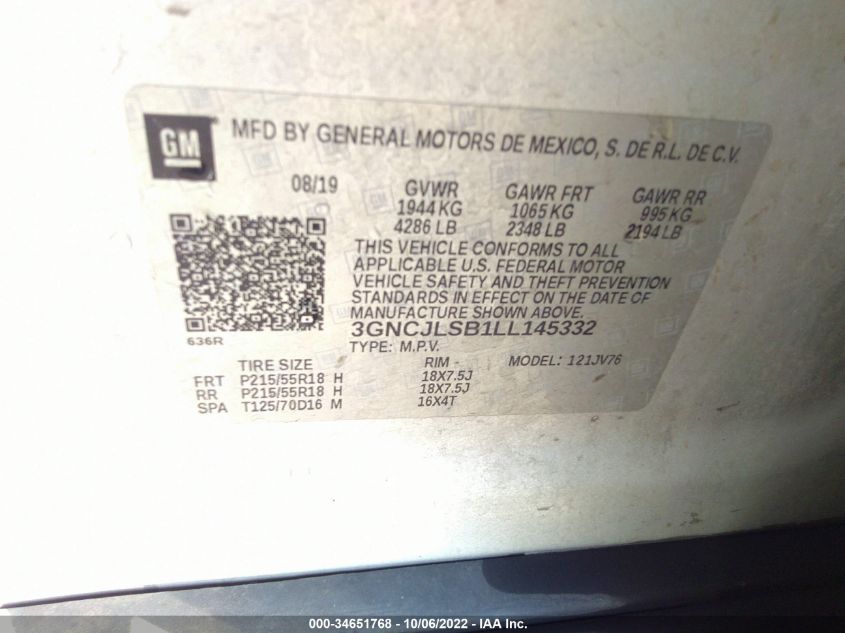 GM MFD BY GENERAL MOTORS DE MEXICO, S. DE R.L. DE C.V.
08/19 GVWR GAWR FRT GAWR RR
1944 KG 1065 KG 995 KG
4286 LB 2348 LB 2194 LB
THIS VEHICLE CONFORMS TO ALL
APPLICABLE U.S. FEDERAL MOTOR
VEHICLE SAFETY AND THEFT PREVENTION
STANDARDS IN EFFECT ON THE DATE OF
MANUFACTURE SHOWN ABOVE.
636R 3GNCJLSB1LL145332
TYPE: M.P.V.
TIRE SIZE RIM MODEL: 121JV76
FRT P215/55R18 H 18X7.5J
RR P215/55R18 H 18X7.5J
SPA T125/70D16 M 16X4T
000-34651768 - 10/06/2022 - IAA Inc.